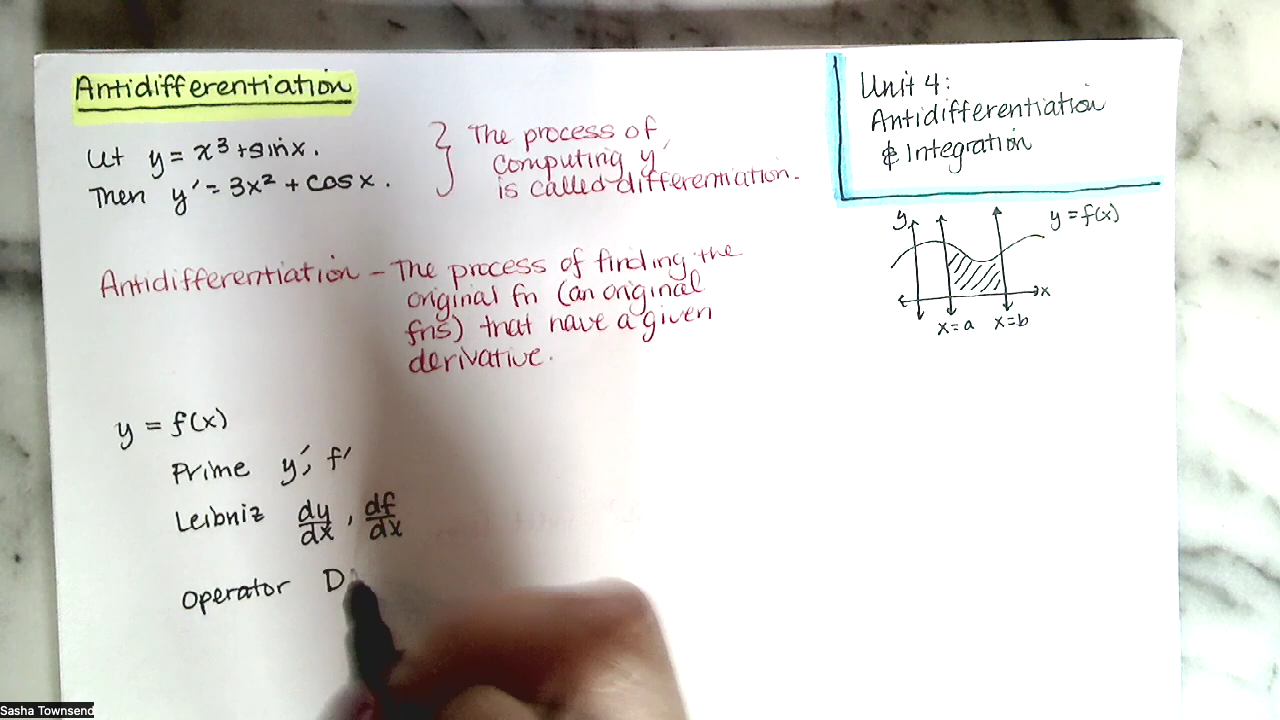 Antidifferentiation
Let y = x³ + sin x.
Then y′ = 3x² + cos x.
} The process of
computing y′
is called differentiation.
Unit 4:
Antidifferentiation
& Integration
y
y = f(x)
x
x = a x = b
Antidifferentiation – The process of finding the
original fn (an original
fns) that have a given
derivative.
y = f(x)
Prime y′, f′
Leibniz dy/dx, df/dx
Operator D
Sasha Townsend